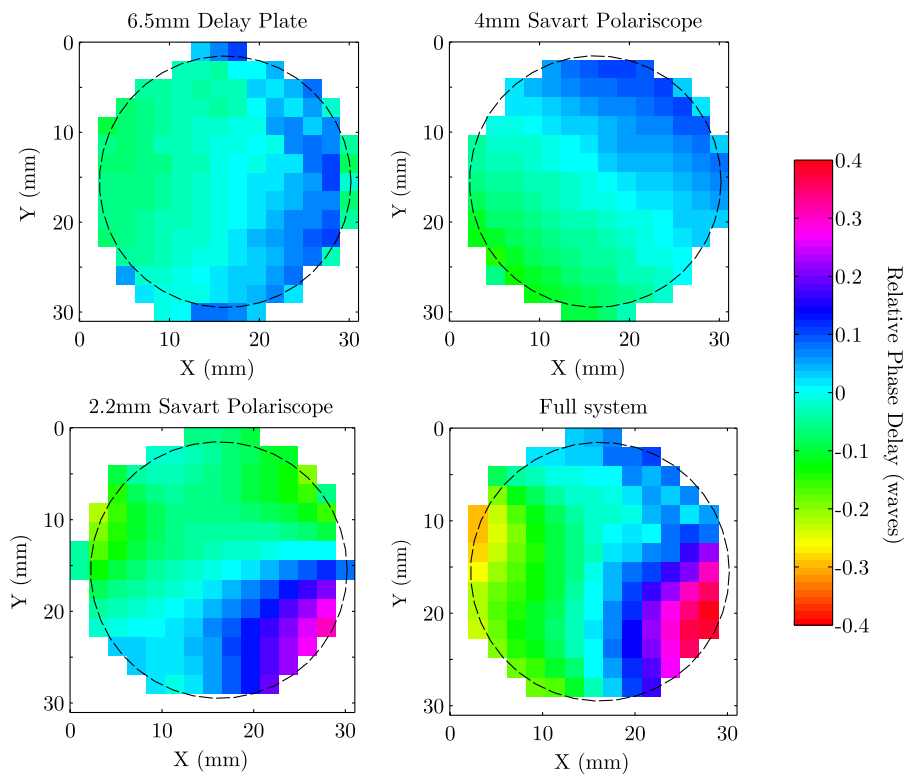 6.5mm Delay Plate
4mm Savart Polariscope
0
10
20
30
Y (mm)
0 10 20 30
X (mm)
0
10
20
30
Y (mm)
0 10 20 30
X (mm)
2.2mm Savart Polariscope
Full system
0
10
20
30
Y (mm)
0 10 20 30
X (mm)
0
10
20
30
Y (mm)
0 10 20 30
X (mm)
0.4
0.3
0.2
0.1
0
-0.1
-0.2
-0.3
-0.4
Relative Phase Delay (waves)